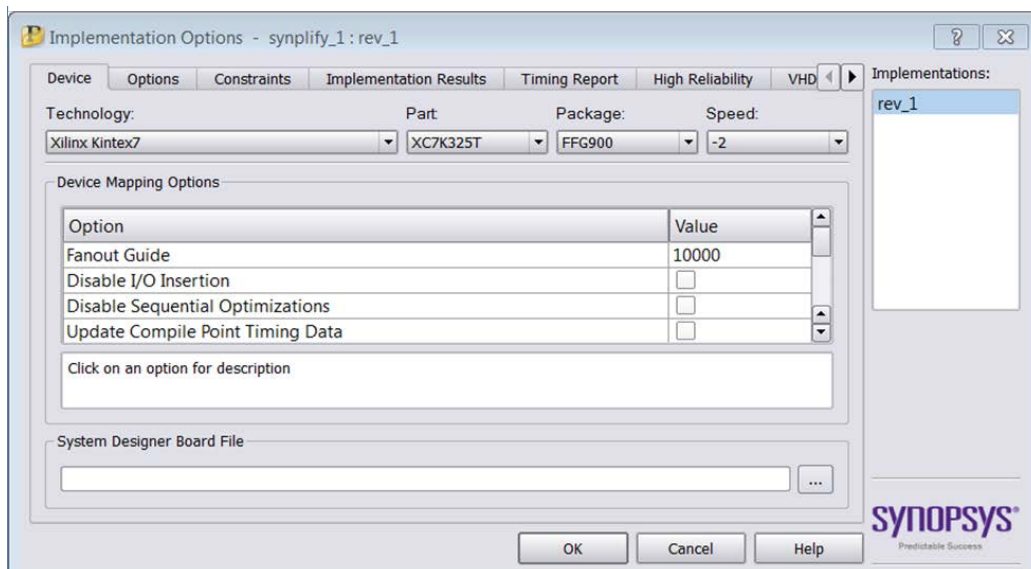 Implementation Options - synplify_1 : rev_1
Device Options Constraints Implementation Results Timing Report High Reliability VHD
Implementations:
rev_1
Technology: Part: Package: Speed:
Xilinx Kintex7 XC7K325T FFG900 -2
Device Mapping Options
Option Value
Fanout Guide 10000
Disable I/O Insertion
Disable Sequential Optimizations
Update Compile Point Timing Data
Click on an option for description
System Designer Board File
...
OK Cancel Help
SYNOPSYS®
Predictable Success